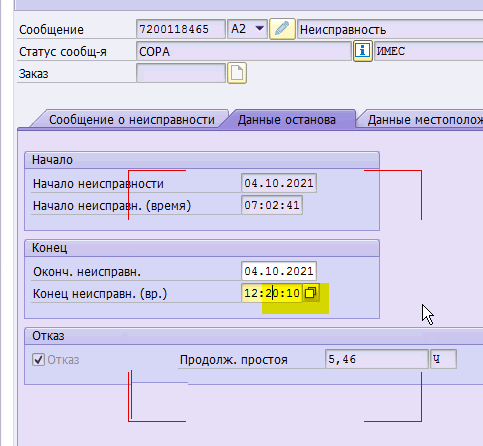 Сообщение 7200118465 A2 Неисправность
Статус сообщ-я СОРА ИМЕС
Заказ
Сообщение о неисправности Данные останова Данные местополож
Начало
Начало неисправности 04.10.2021
Начало неисправн. (время) 07:02:41
Конец
Оконч. неисправн. 04.10.2021
Конец неисправн. (вр.) 12:20:10
Отказ
Отказ Продолж. простоя 5,46 Ч